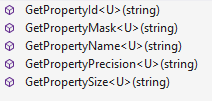 GetPropertyId<U>(string)
GetPropertyMask<U>(string)
GetPropertyName<U>(string)
GetPropertyPrecision<U>(string)
GetPropertySize<U>(string)